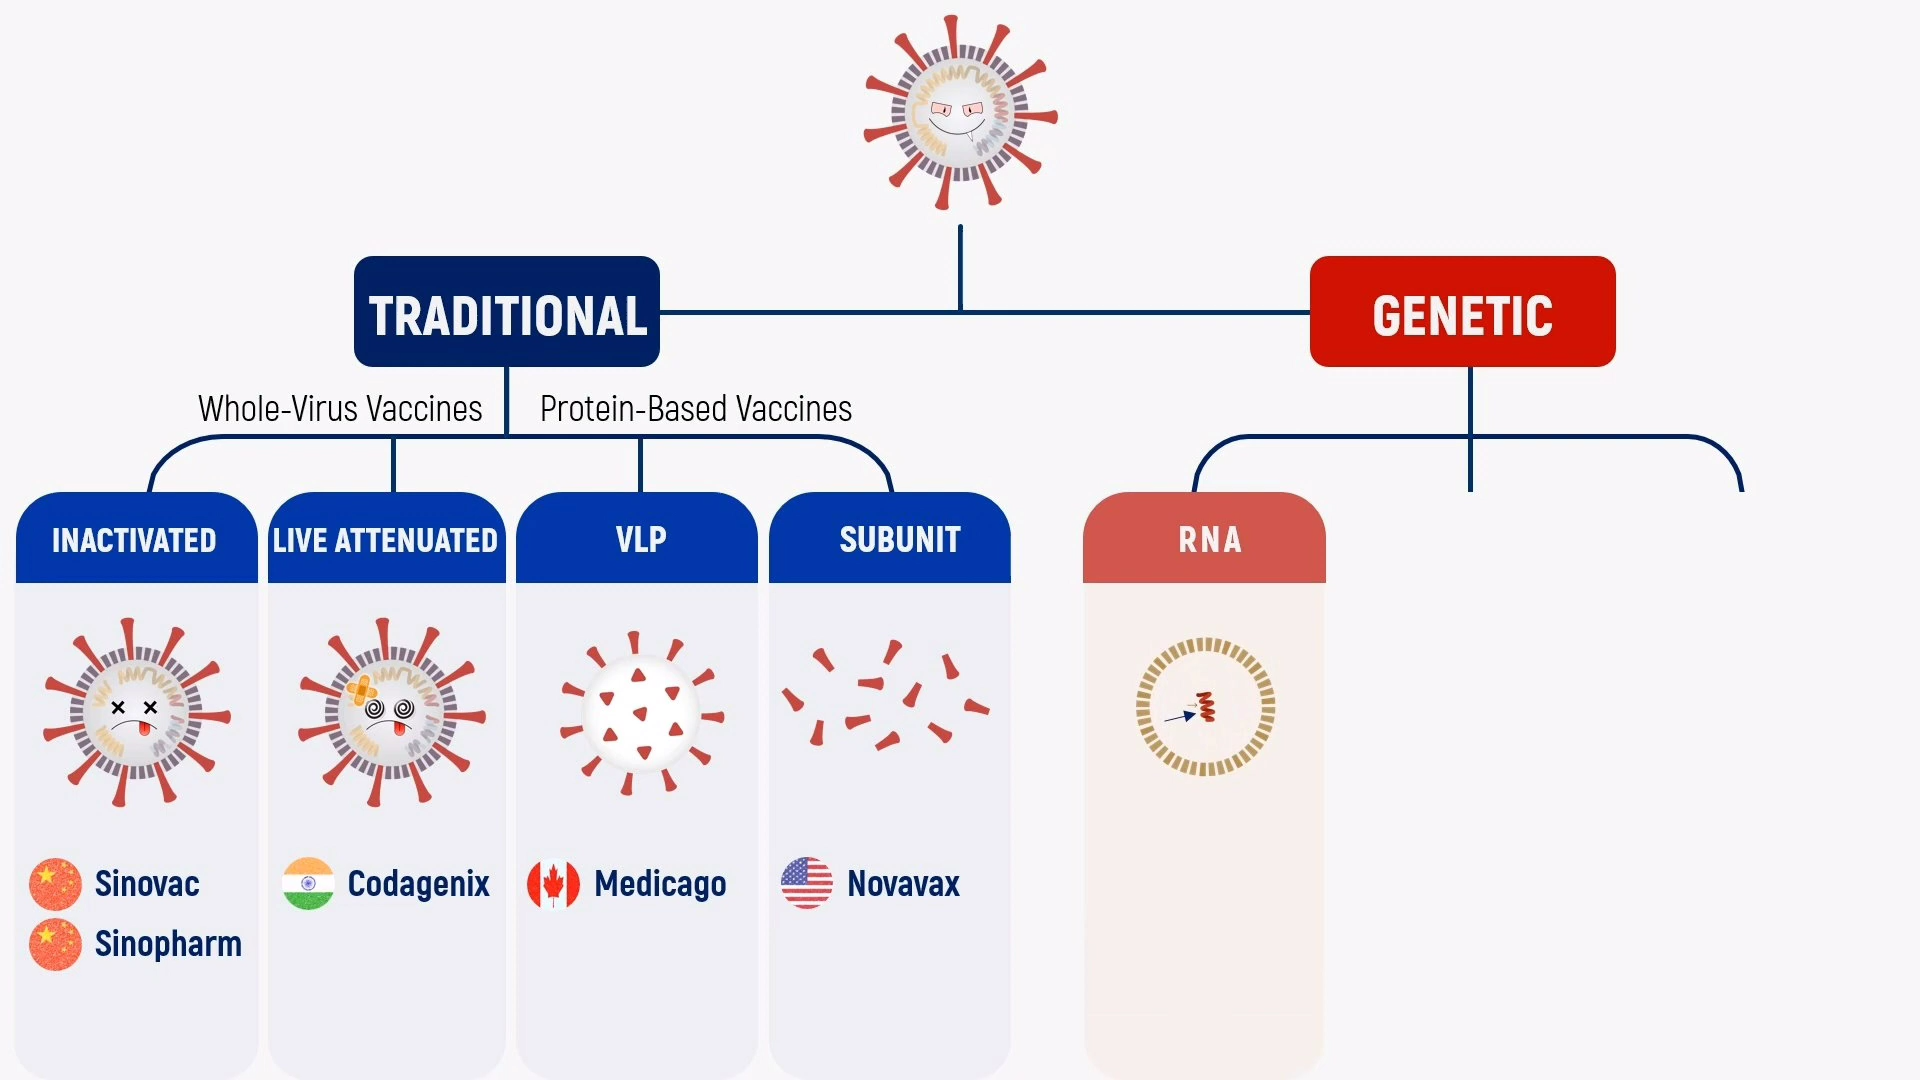 TRADITIONAL
GENETIC
Whole-Virus Vaccines
Protein-Based Vaccines
INACTIVATED
LIVE ATTENUATED
VLP
SUBUNIT
RNA
Sinovac
Codagenix
Medicago
Novavax
Sinopharm